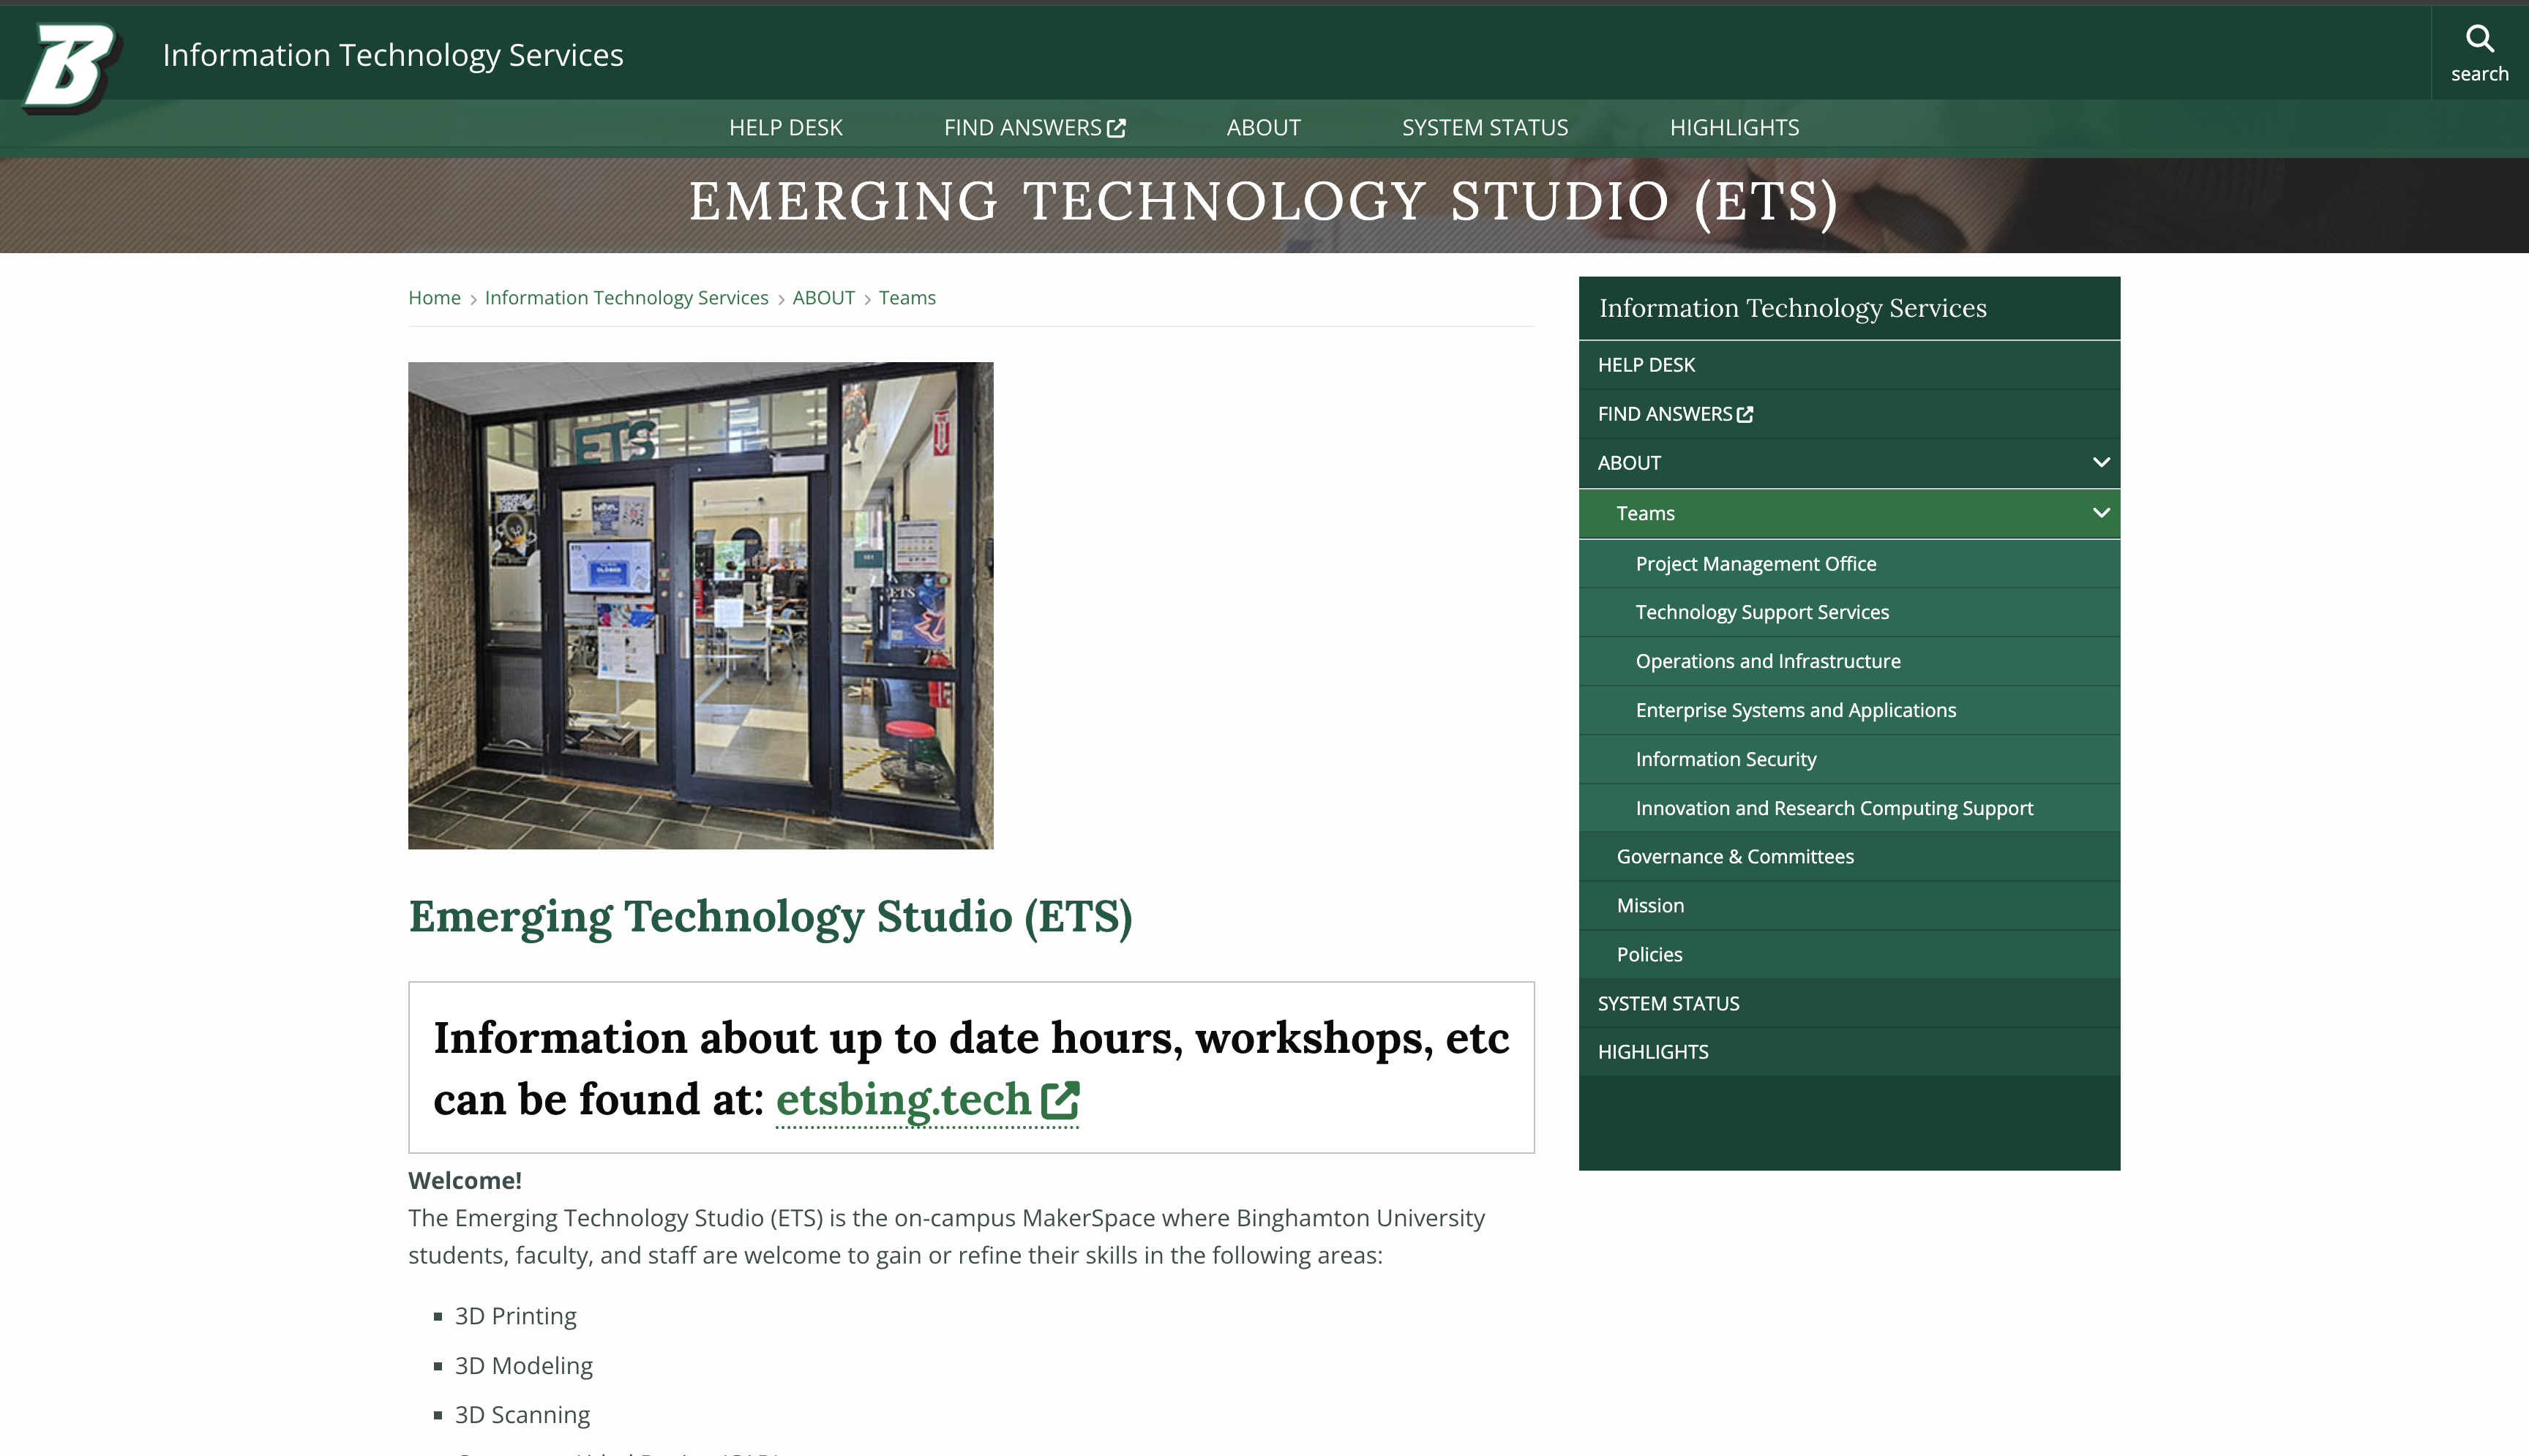 B
Information Technology Services
search
HELP DESK
FIND ANSWERS
ABOUT
SYSTEM STATUS
HIGHLIGHTS
EMERGING TECHNOLOGY STUDIO (ETS)
Home > Information Technology Services > ABOUT > Teams
ETS
ETS
Emerging Technology Studio (ETS)
Information about up to date hours, workshops, etc
can be found at: etsbing.tech
Welcome!
The Emerging Technology Studio (ETS) is the on-campus MakerSpace where Binghamton University
students, faculty, and staff are welcome to gain or refine their skills in the following areas:
3D Printing
3D Modeling
3D Scanning
Information Technology Services
HELP DESK
FIND ANSWERS
ABOUT
Teams
Project Management Office
Technology Support Services
Operations and Infrastructure
Enterprise Systems and Applications
Information Security
Innovation and Research Computing Support
Governance & Committees
Mission
Policies
SYSTEM STATUS
HIGHLIGHTS